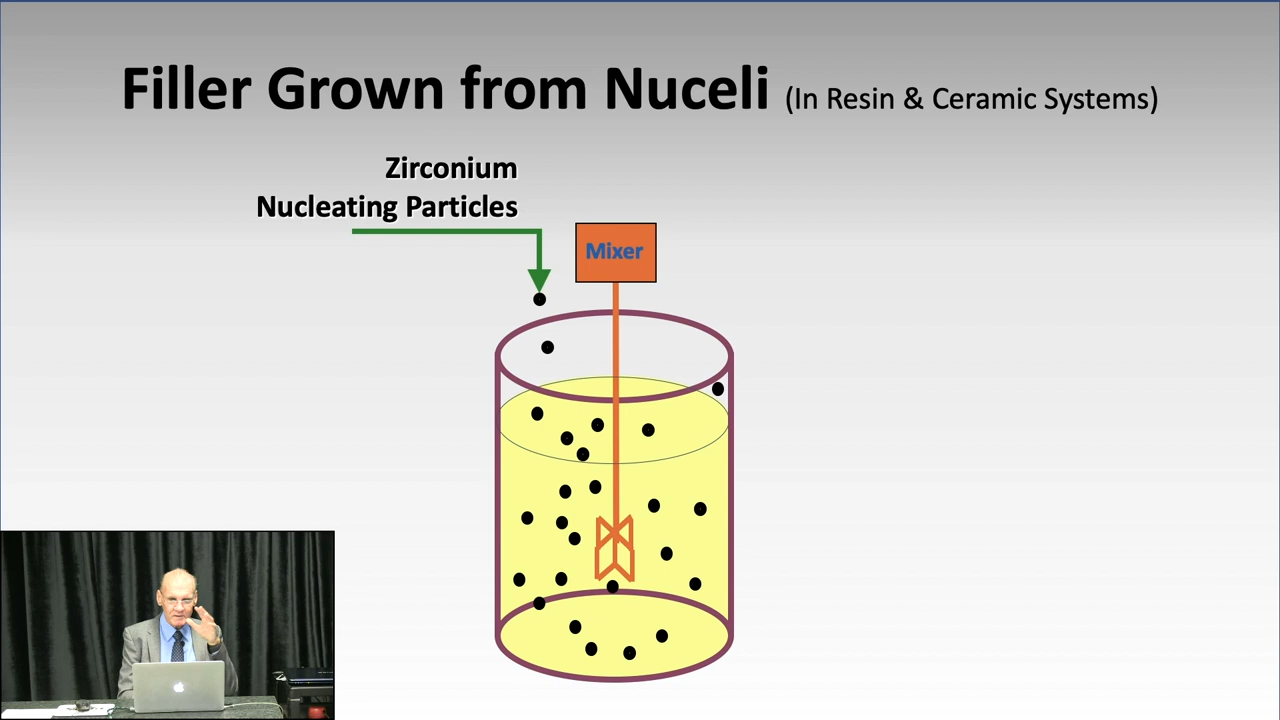 Filler Grown from Nuceli (In Resin & Ceramic Systems)
Zirconium
Nucleating Particles
Mixer